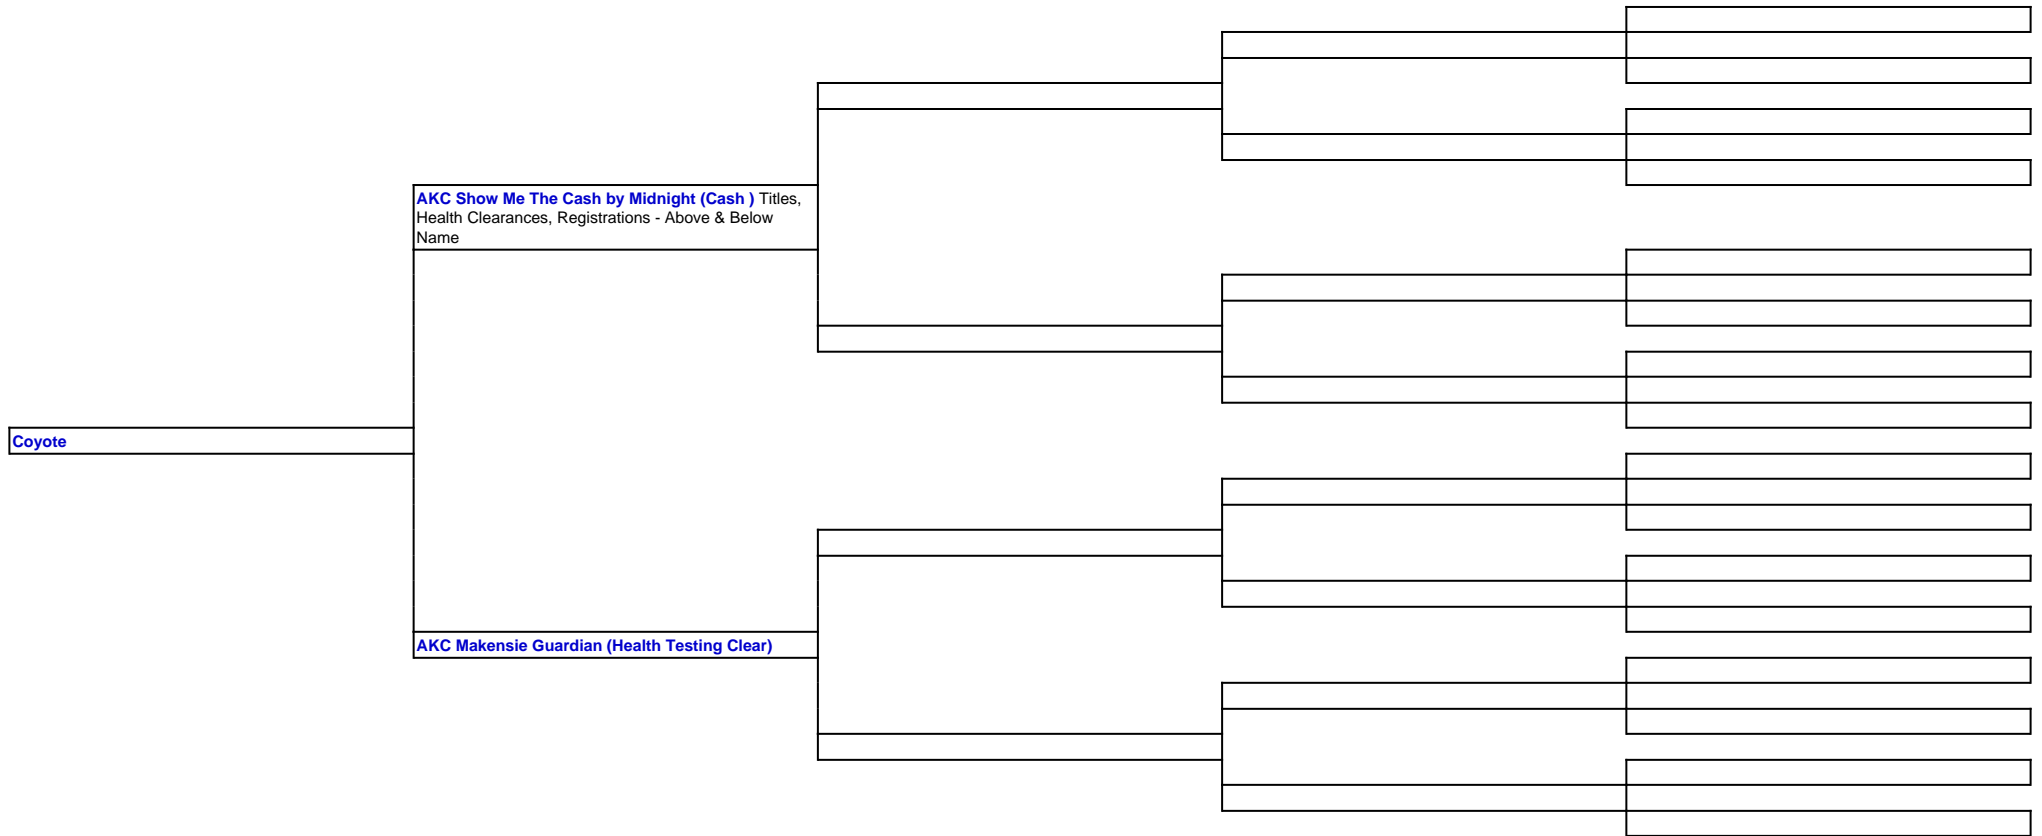 AKC Show Me The Cash by Midnight (Cash ) Titles,
Health Clearances, Registrations - Above & Below
Name
Coyote
AKC Makensie Guardian (Health Testing Clear)